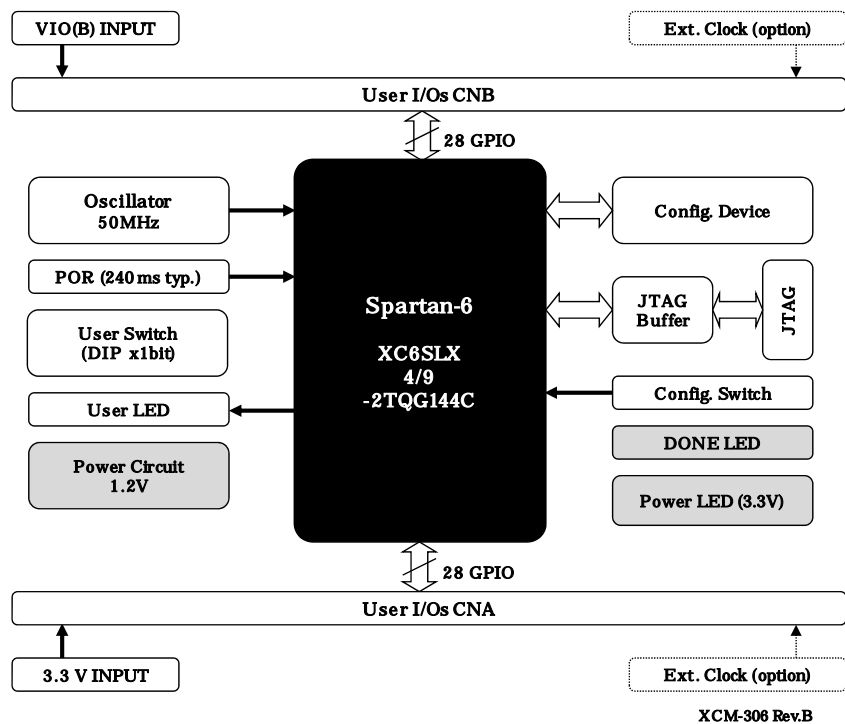 VIO(B) INPUT
Ext. Clock (option)
User I/Os CNB
28 GPIO
Oscillator
50MHz
Config. Device
POR (240ms typ.)
JTAG
Buffer
JTAG
Spartan-6
XC6SLX
4/9
-2TQG144C
User Switch
(DIP x1bit)
User LED
Config. Switch
DONE LED
Power Circuit
1.2V
Power LED (3.3V)
28 GPIO
User I/Os CNA
3.3 V INPUT
Ext. Clock (option)
XCM-306 Rev.B